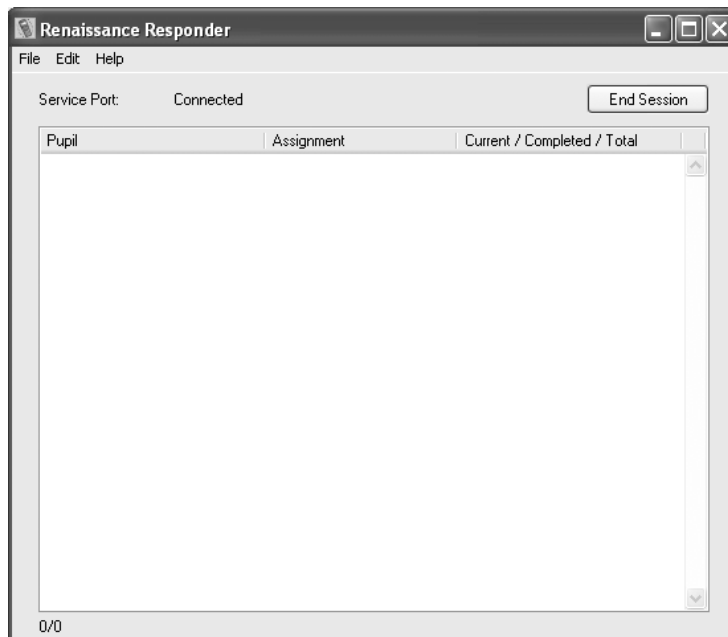 Renaissance Responder
File Edit Help
Service Port: Connected End Session
Pupil Assignment Current / Completed / Total
0/0